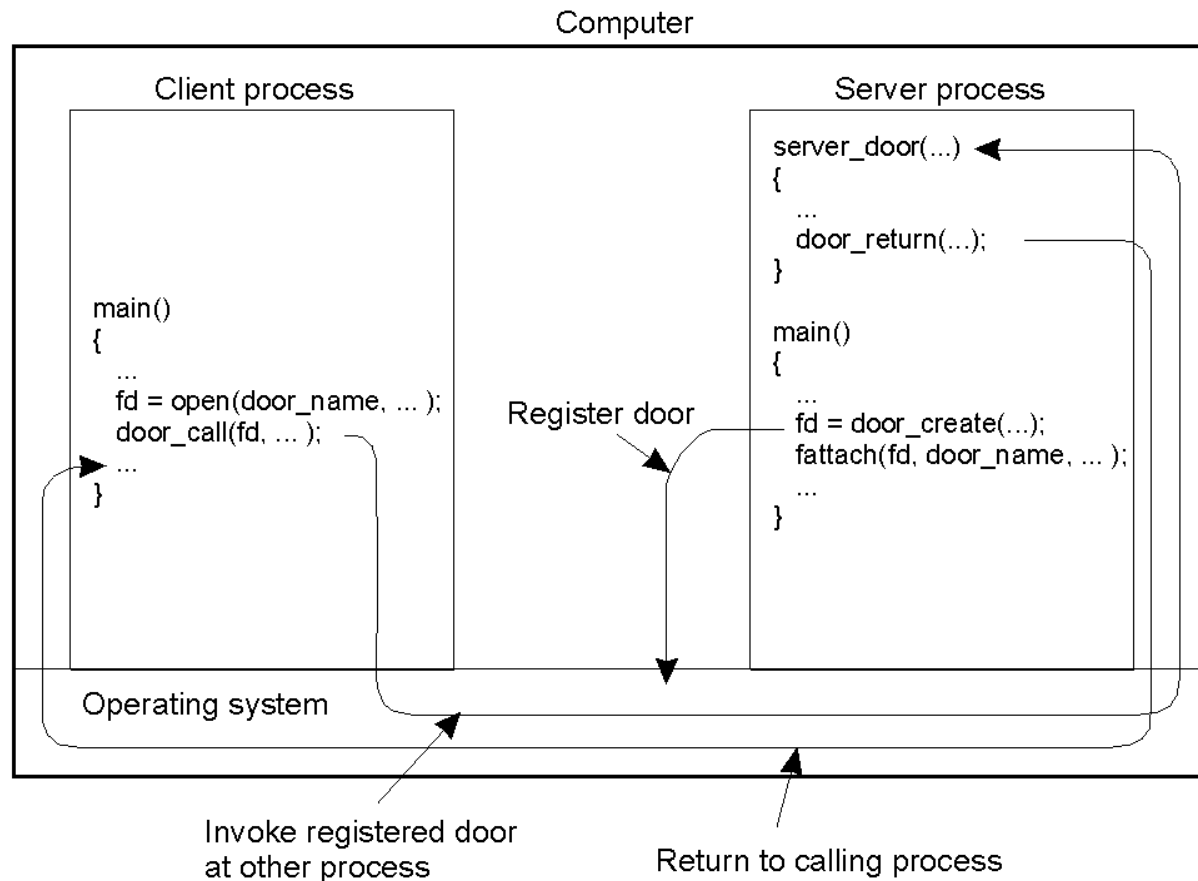 Computer
Client process
Server process
server_door(...)
{
...
door_return(...);
}
main()
{
...
fd = open(door_name, ... );
door_call(fd, ... );
...
}
Register door
main()
{
...
fd = door_create(...);
fattach(fd, door_name, ... );
...
}
Operating system
Invoke registered door
at other process
Return to calling process